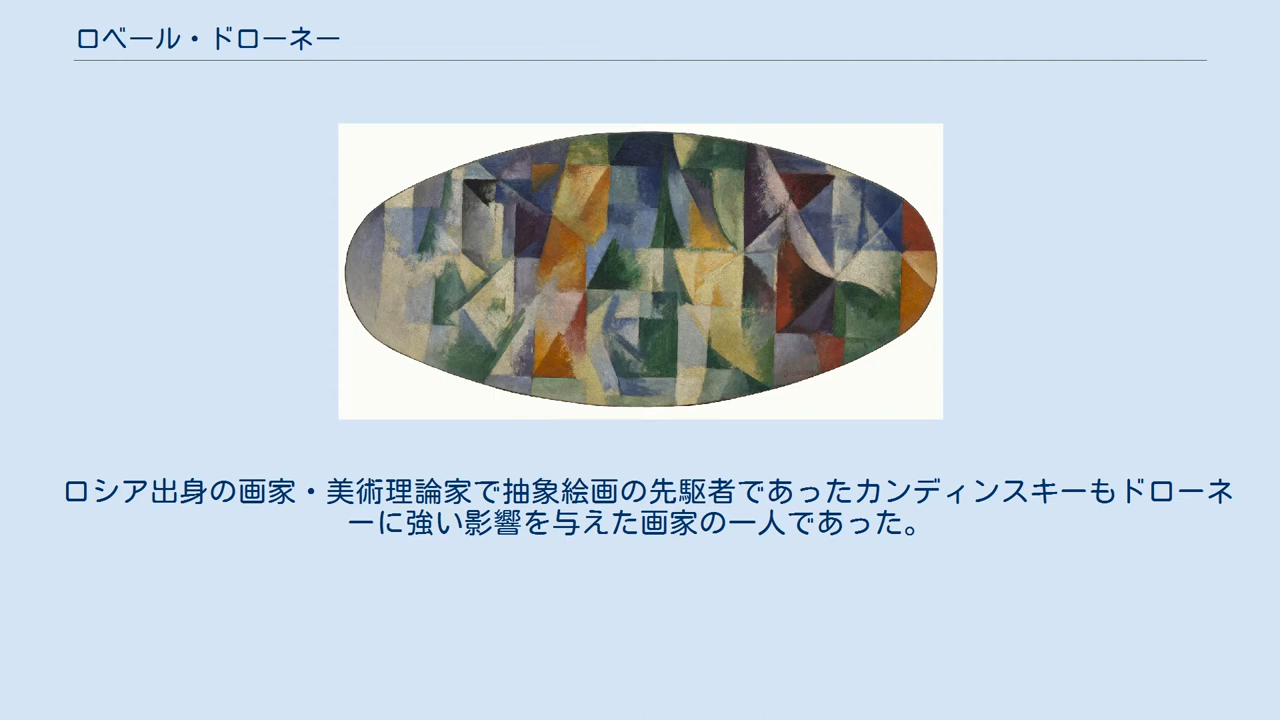 ロベール・ドローネー
ロシア出身の画家・美術理論家で抽象絵画の先駆者であったカンディンスキーもドローネ
ーに強い影響を与えた画家の一人であった。